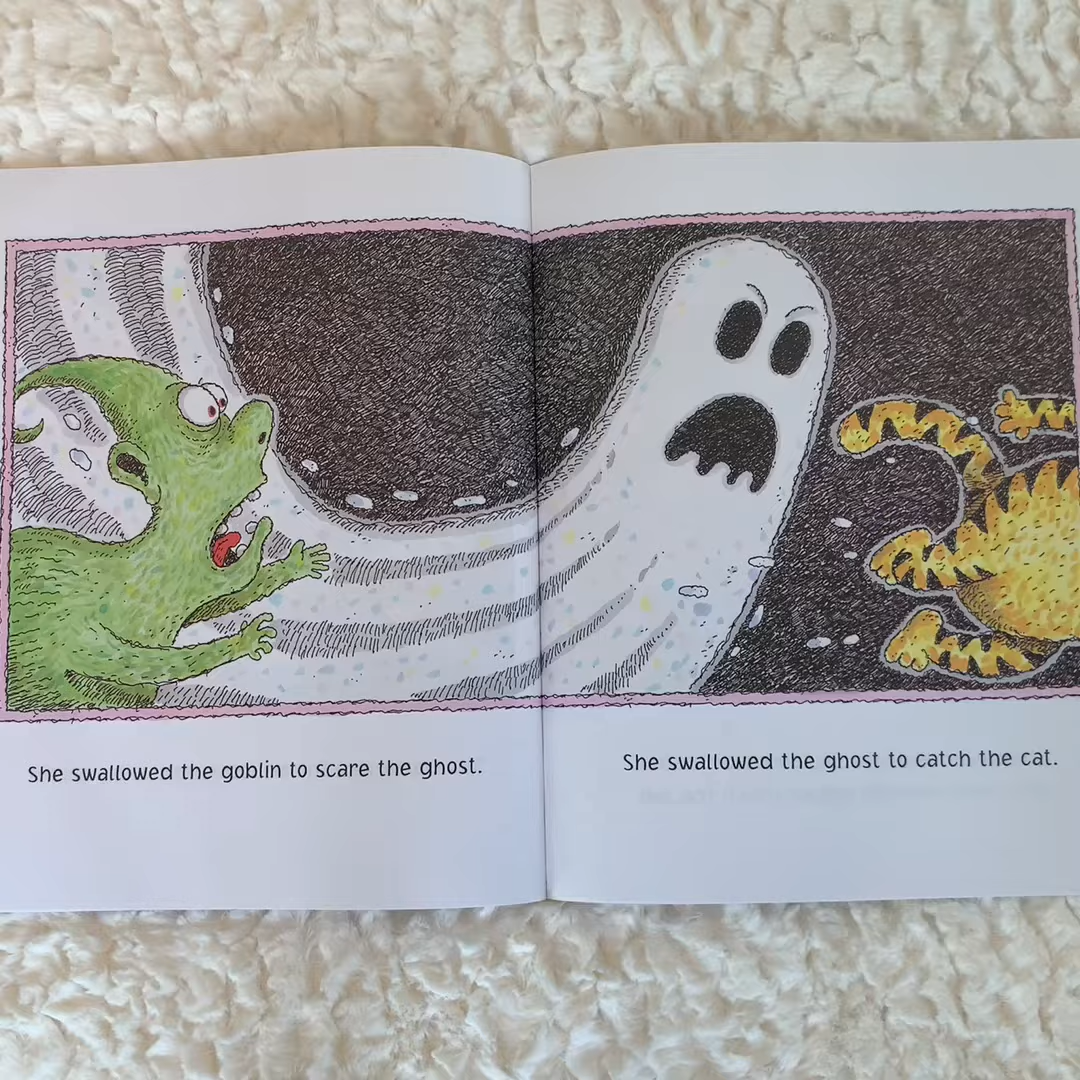 She swallowed the goblin to scare the ghost.
She swallowed the ghost to catch the cat.